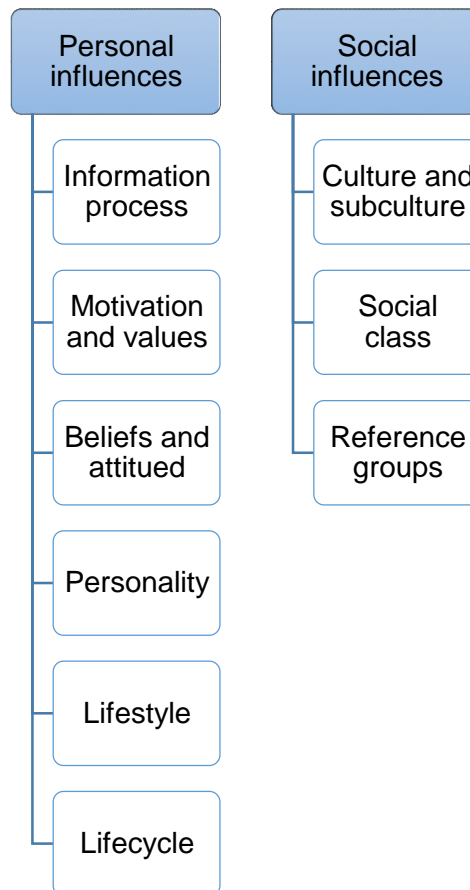 Personal
influences
Information
process
Motivation
and values
Beliefs and
attitued
Personality
Lifestyle
Lifecycle
Social
influences
Culture and
subculture
Social
class
Reference
groups